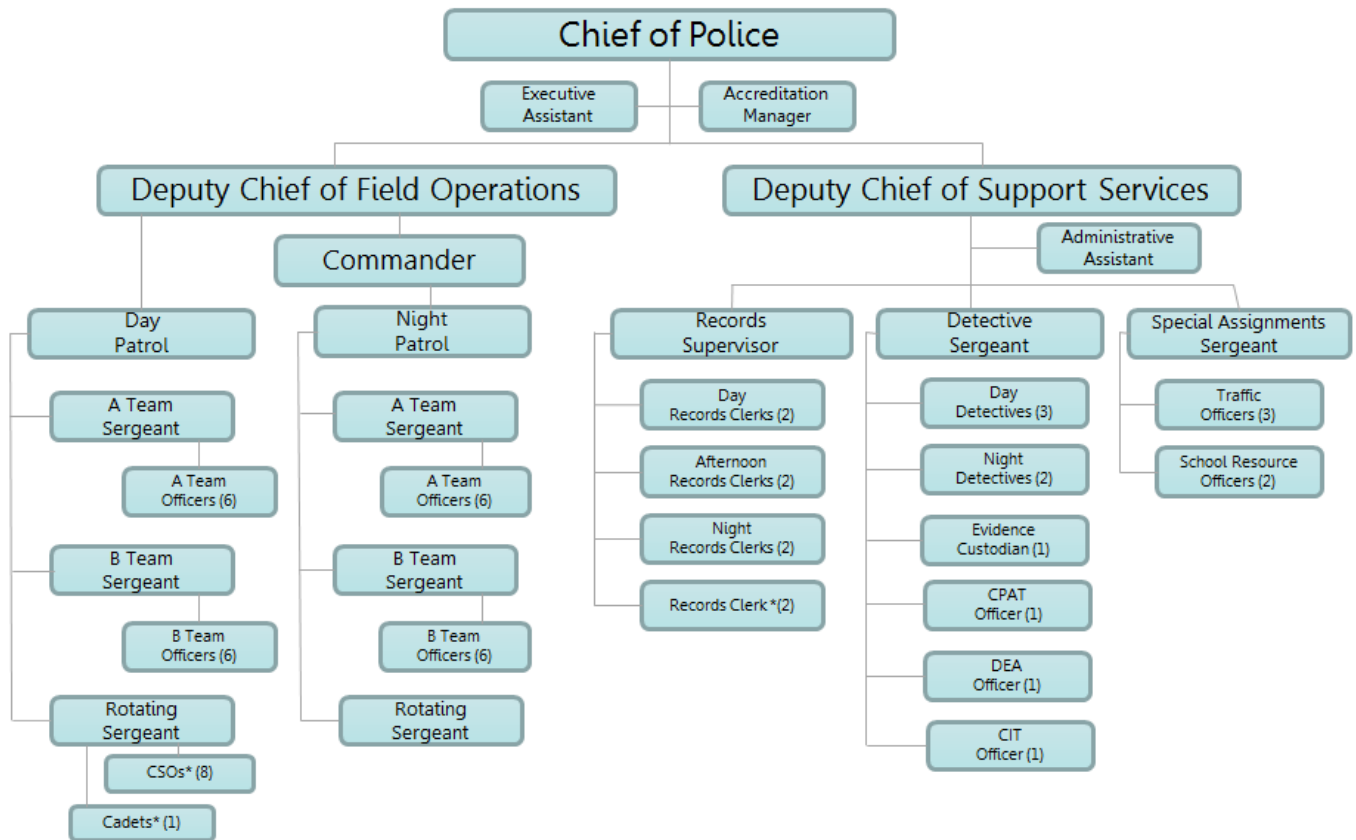 Chief of Police
Executive
Assistant
Accreditation
Manager
Deputy Chief of Field Operations
Deputy Chief of Support Services
Commander
Administrative
Assistant
Day
Patrol
Night
Patrol
Records
Supervisor
Detective
Sergeant
Special Assignments
Sergeant
A Team
Sergeant
A Team
Officers (6)
B Team
Sergeant
B Team
Officers (6)
Rotating
Sergeant
CSOs* (8)
Cadets* (1)
A Team
Sergeant
A Team
Officers (6)
B Team
Sergeant
B Team
Officers (6)
Rotating
Sergeant
Day
Records Clerks (2)
Afternoon
Records Clerks (2)
Night
Records Clerks (2)
Records Clerk *(2)
Day
Detectives (3)
Night
Detectives (2)
Evidence
Custodian (1)
CPAT
Officer (1)
DEA
Officer (1)
CIT
Officer (1)
Traffic
Officers (3)
School Resource
Officers (2)